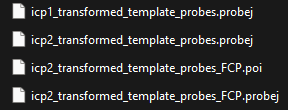 icp1_transformed_template_probes.probej
icp2_transformed_template_probes.probej
icp2_transformed_template_probes_FCP.poi
icp2_transformed_template_probes_FCP.probej